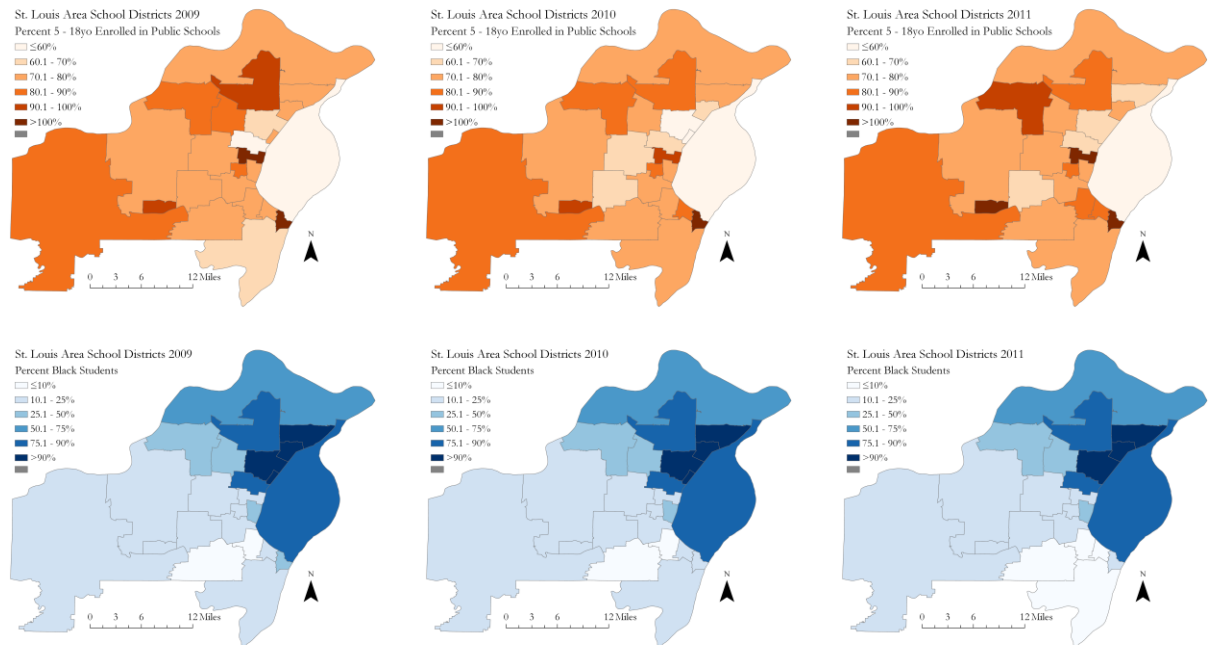 St. Louis Area School Districts 2009
Percent 5 - 18yo Enrolled in Public Schools
≤60%
60.1 - 70%
70.1 - 80%
80.1 - 90%
90.1 - 100%
>100%
N
0 3 6 12 Miles
St. Louis Area School Districts 2010
Percent 5 - 18yo Enrolled in Public Schools
≤60%
60.1 - 70%
70.1 - 80%
80.1 - 90%
90.1 - 100%
>100%
N
0 3 6 12 Miles
St. Louis Area School Districts 2011
Percent 5 - 18yo Enrolled in Public Schools
≤60%
60.1 - 70%
70.1 - 80%
80.1 - 90%
90.1 - 100%
>100%
N
0 3 6 12 Miles
St. Louis Area School Districts 2009
Percent Black Students
≤10%
10.1 - 25%
25.1 - 50%
50.1 - 75%
75.1 - 90%
>90%
N
0 3 6 12 Miles
St. Louis Area School Districts 2010
Percent Black Students
≤10%
10.1 - 25%
25.1 - 50%
50.1 - 75%
75.1 - 90%
>90%
N
0 3 6 12 Miles
St. Louis Area School Districts 2011
Percent Black Students
≤10%
10.1 - 25%
25.1 - 50%
50.1 - 75%
75.1 - 90%
>90%
N
0 3 6 12 Miles